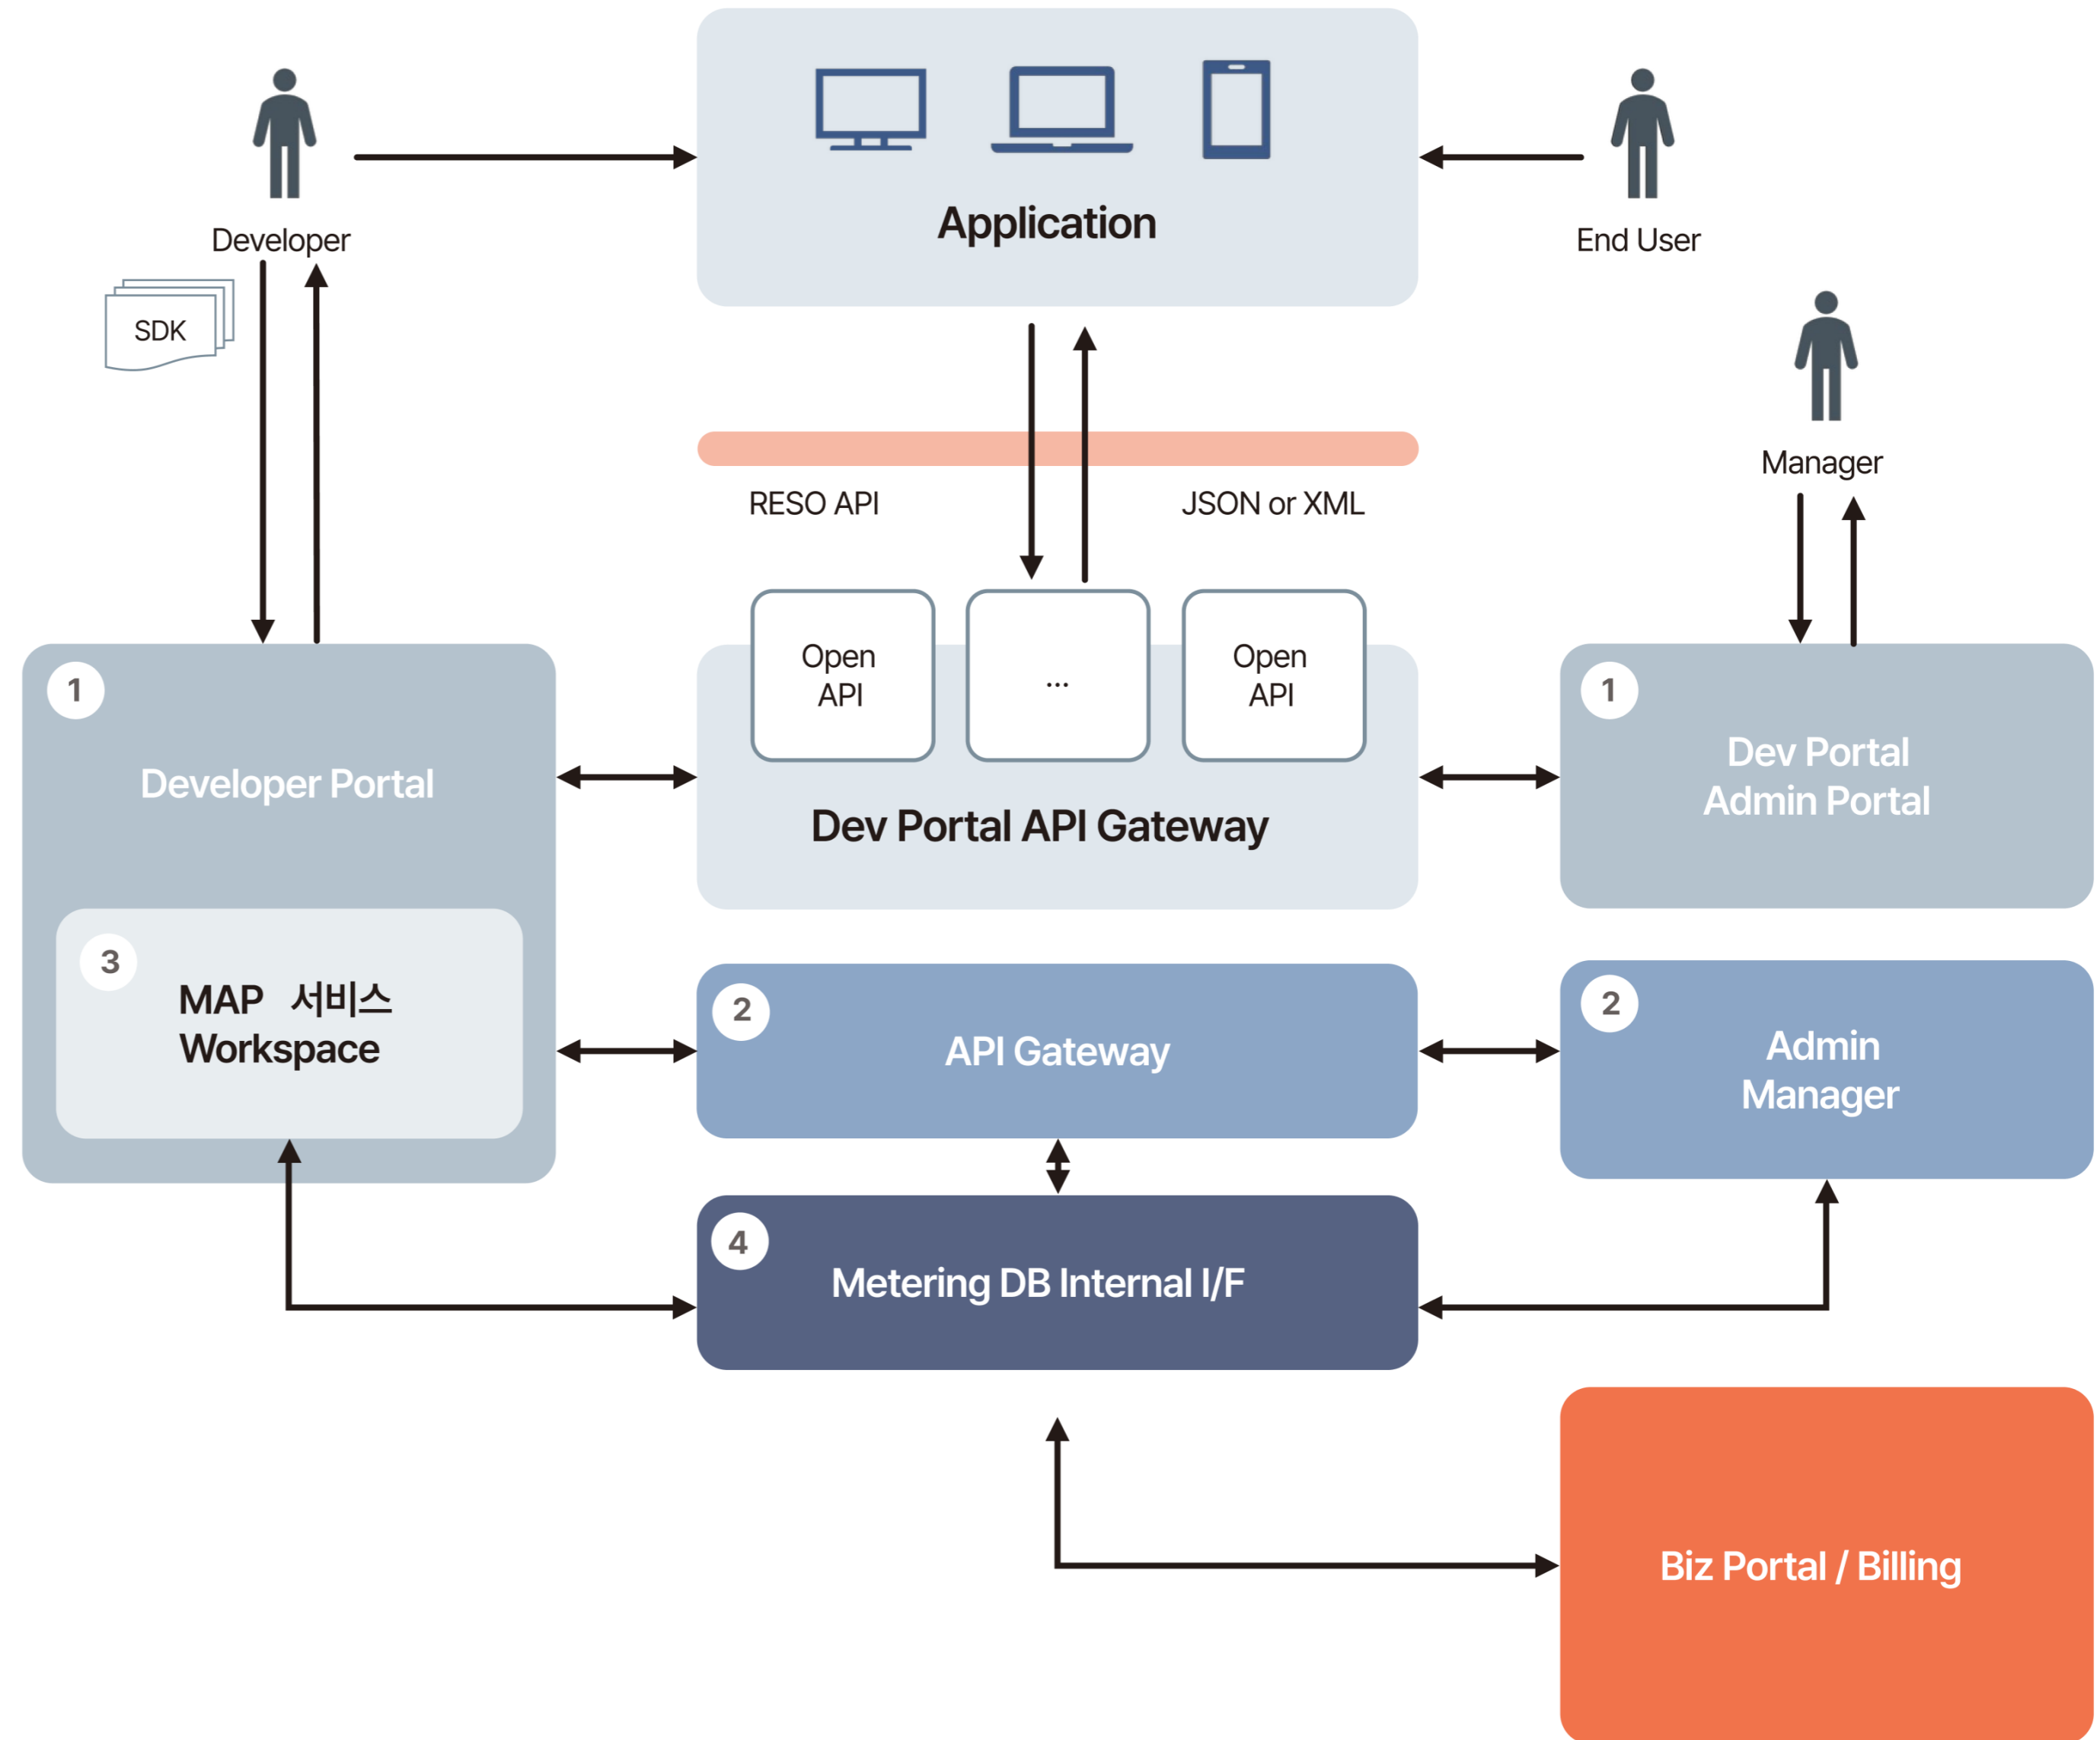 Developer
Application
End User
SDK
Manager
RESO API
JSON or XML
1
Developer Portal
Open
API
...
Open
API
Dev Portal API Gateway
1
Dev Portal
Admin Portal
3
MAP 서비스
Workspace
2
API Gateway
2
Admin
Manager
4
Metering DB Internal I/F
Biz Portal / Billing